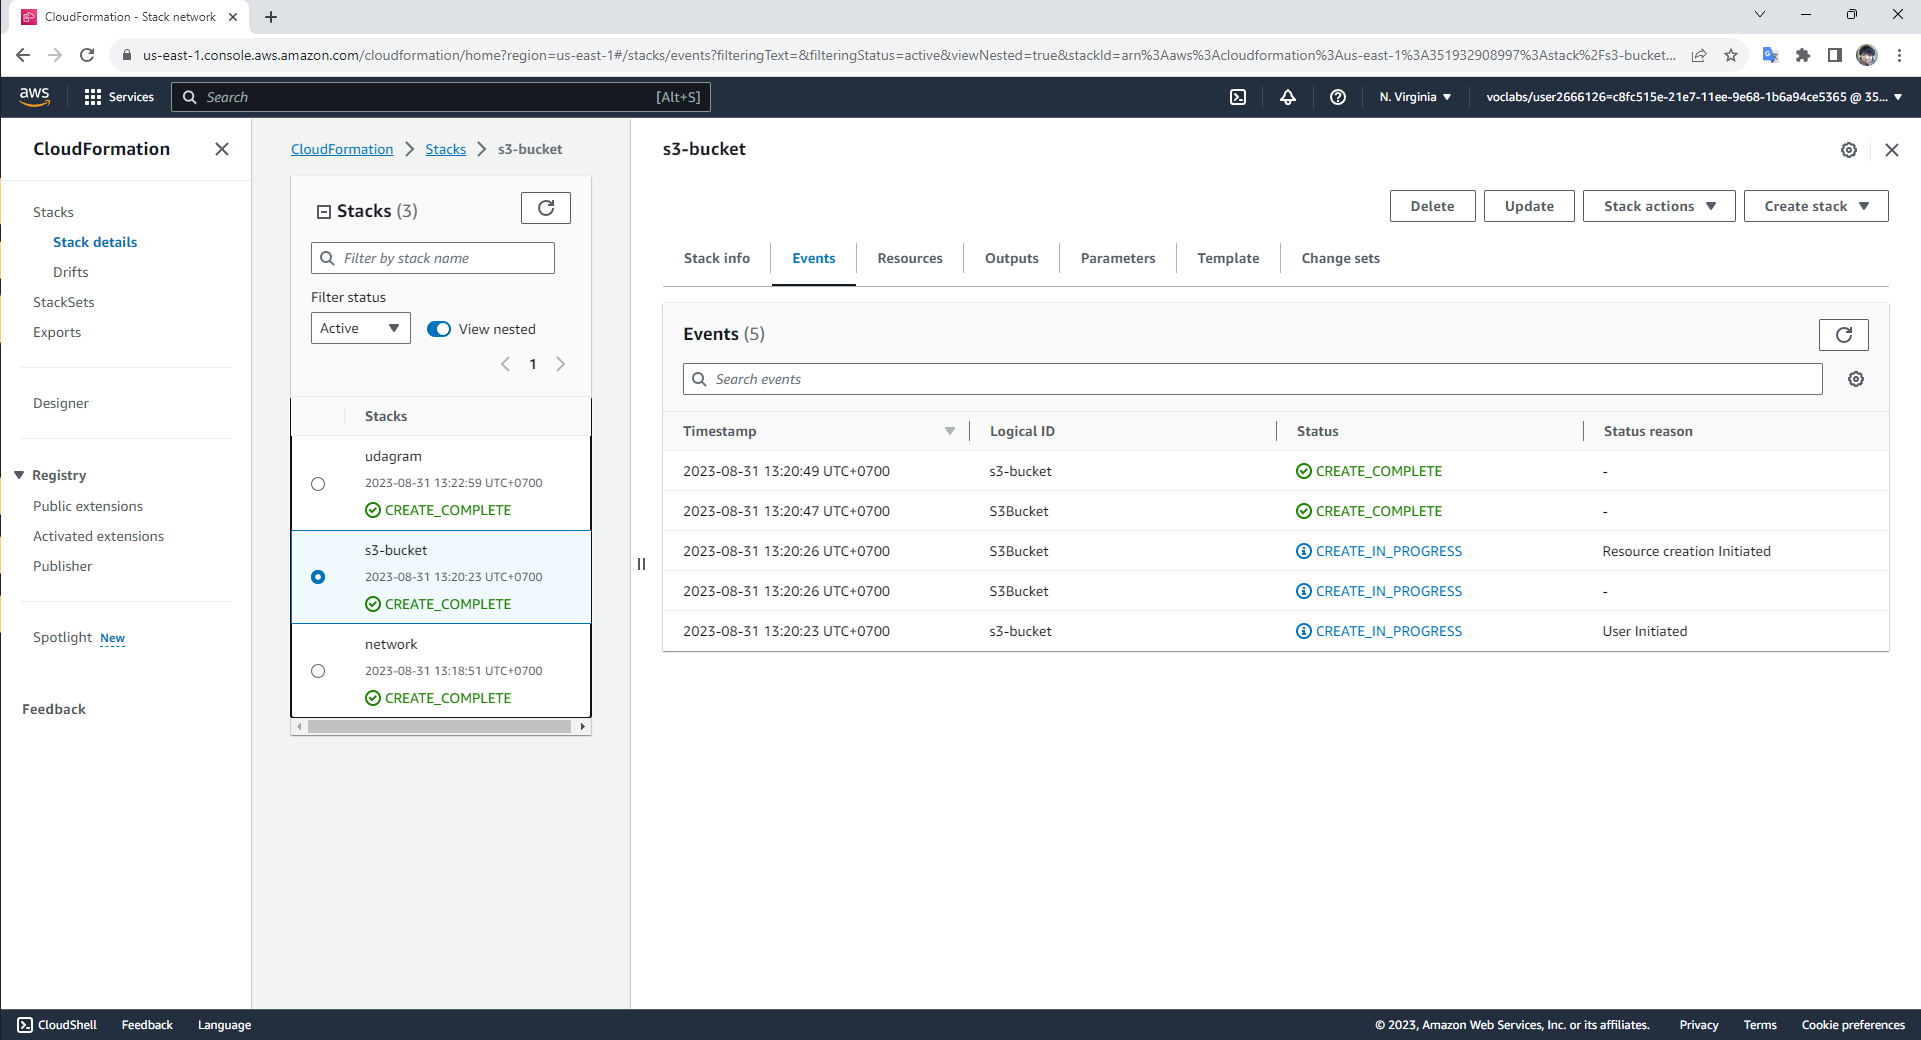 CloudFormation - Stack network
us-east-1.console.aws.amazon.com/cloudformation/home?region=us-east-1#/stacks/events?filteringText=&filteringStatus=active&viewNested=true&stackId=arn%3Aaws%3Acloudformation%3Aus-east-1%3A351932908997%3Astack%2Fs3-bucket...
aws Services Search [Alt+S] N. Virginia voclabs/user2666126=c8fc515e-21e7-11ee-9e68-1b6a94ce5365 @ 35...
CloudFormation
Stacks
Stack details
Drifts
StackSets
Exports
Designer
Registry
Public extensions
Activated extensions
Publisher
Spotlight New
Feedback
CloudFormation Stacks s3-bucket
Stacks (3)
Filter by stack name
Filter status
Active View nested
1
Stacks
udagram
2023-08-31 13:22:59 UTC+0700
CREATE_COMPLETE
s3-bucket
2023-08-31 13:20:23 UTC+0700
CREATE_COMPLETE
network
2023-08-31 13:18:51 UTC+0700
CREATE_COMPLETE
s3-bucket
Delete Update Stack actions Create stack
Stack info Events Resources Outputs Parameters Template Change sets
Events (5)
Search events
Timestamp Logical ID Status Status reason
2023-08-31 13:20:49 UTC+0700 s3-bucket CREATE_COMPLETE -
2023-08-31 13:20:47 UTC+0700 S3Bucket CREATE_COMPLETE -
2023-08-31 13:20:26 UTC+0700 S3Bucket CREATE_IN_PROGRESS Resource creation Initiated
2023-08-31 13:20:26 UTC+0700 S3Bucket CREATE_IN_PROGRESS -
2023-08-31 13:20:23 UTC+0700 s3-bucket CREATE_IN_PROGRESS User Initiated
CloudShell Feedback Language © 2023, Amazon Web Services, Inc. or its affiliates. Privacy Terms Cookie preferences